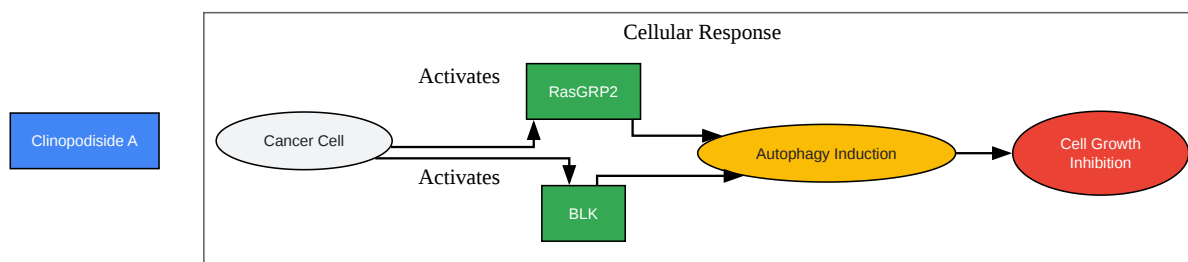 Cellular Response
Activates
RasGRP2
Clinopodiside A
Cancer Cell
Autophagy Induction
Cell Growth
Inhibition
Activates
BLK